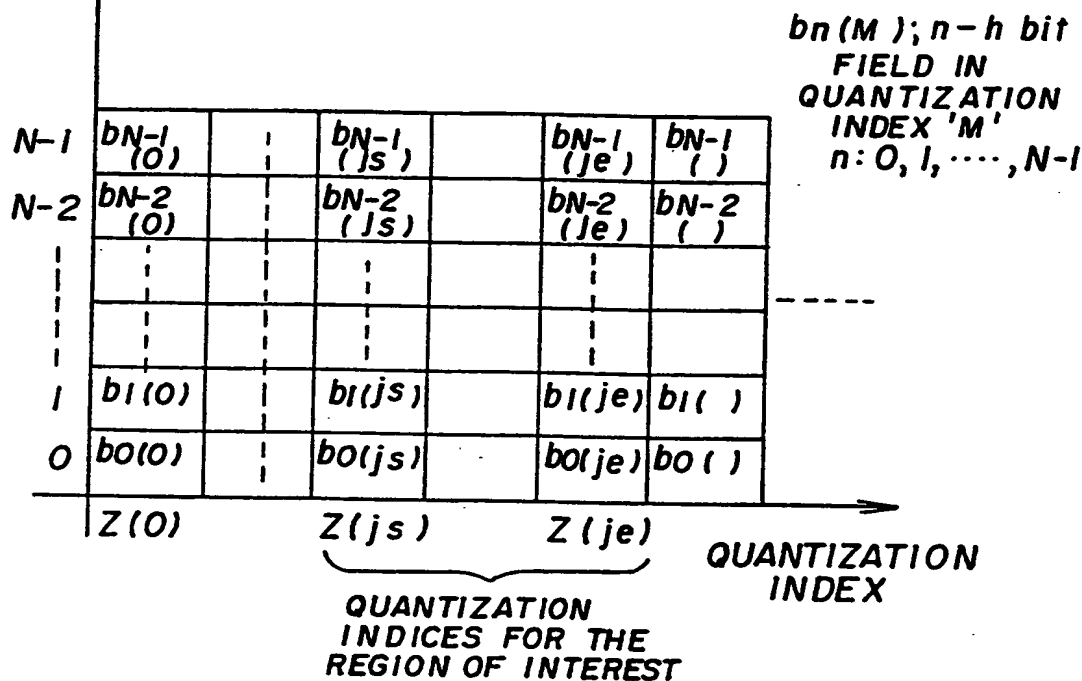 bn(M); n-h bit
FIELD IN
QUANTIZATION
INDEX 'M'
n: 0, 1, ····, N-1
N-1 bN-1 bN-1 bN-1 bN-1
(0) (js) (je) ( )
N-2 bN-2 bN-2 bN-2 bN-2
(0) (js) (je) ( )
1 b1(0) b1(js) b1(je) b1( )
0 b0(0) b0(js) b0(je) b0( )
Z(0) Z(js) Z(je)
QUANTIZATION
INDEX
QUANTIZATION
INDICES FOR THE
REGION OF INTEREST